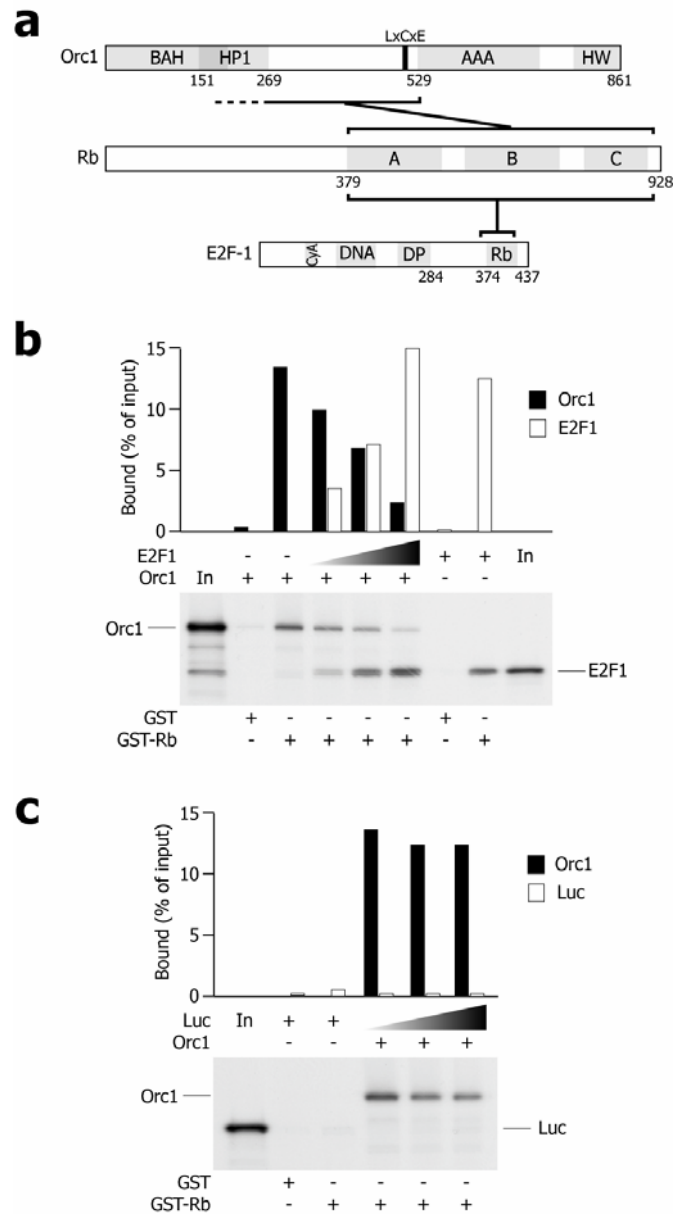 a
LxCxE
Orc1 BAH HP1 AAA HW
151 269 529 861
Rb A B C
379 928
E2F-1 CyA DNA DP Rb
284 374 437
b
15
10
5
0
Bound (% of input)
Orc1
E2F1
E2F1 - - + + In
Orc1 In + + + + + - -
Orc1
E2F1
GST + - - - - + -
GST-Rb - + + + + - +
c
15
10
5
0
Bound (% of input)
Orc1
Luc
Luc In + +
Orc1 - - + + +
Orc1
Luc
GST + - - - -
GST-Rb - + + + +